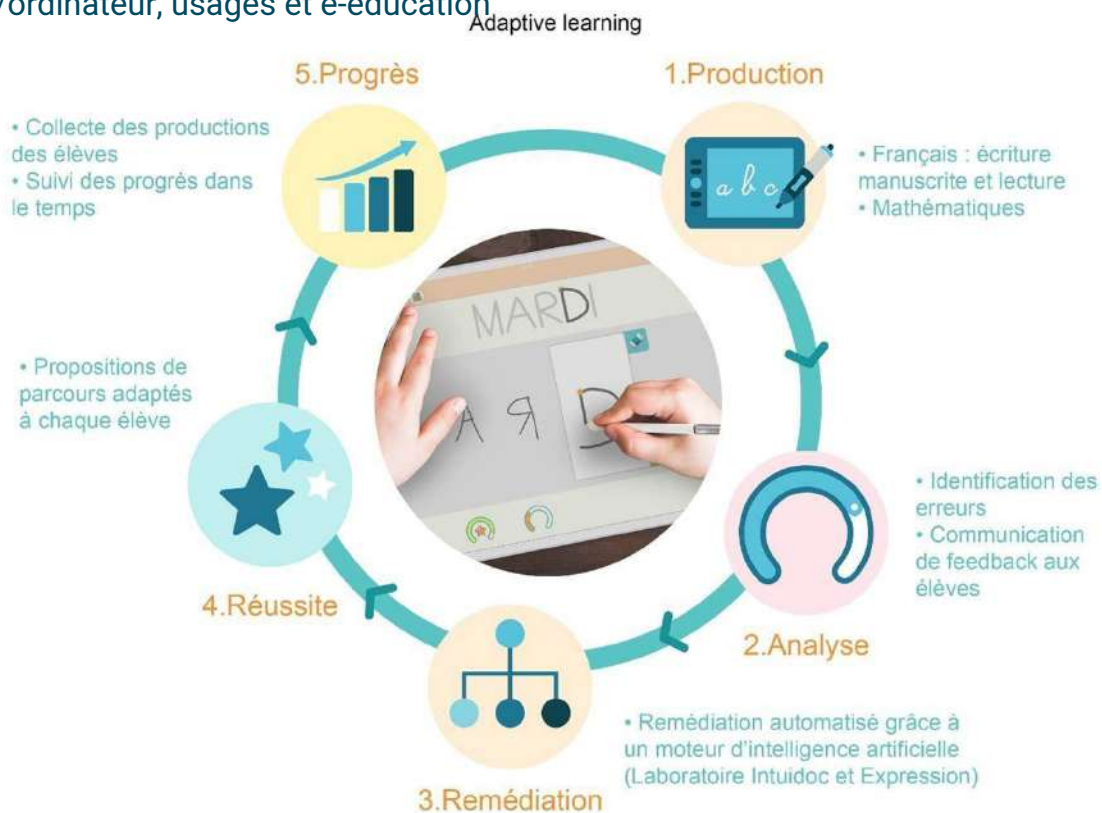 'ordinateur, usages et e-éducation
Adaptive learning
5.Progrès
• Collecte des productions
des élèves
• Suivi des progrès dans
le temps
1.Production
a b c
• Français : écriture
manuscrite et lecture
• Mathématiques
MARDI
A R D
• Propositions de
parcours adaptés
à chaque élève
4.Réussite
• Identification des
erreurs
• Communication
de feedback aux
élèves
2.Analyse
• Remédiation automatisé grâce à
un moteur d'intelligence artificielle
(Laboratoire Intuidoc et Expression)
3.Remédiation